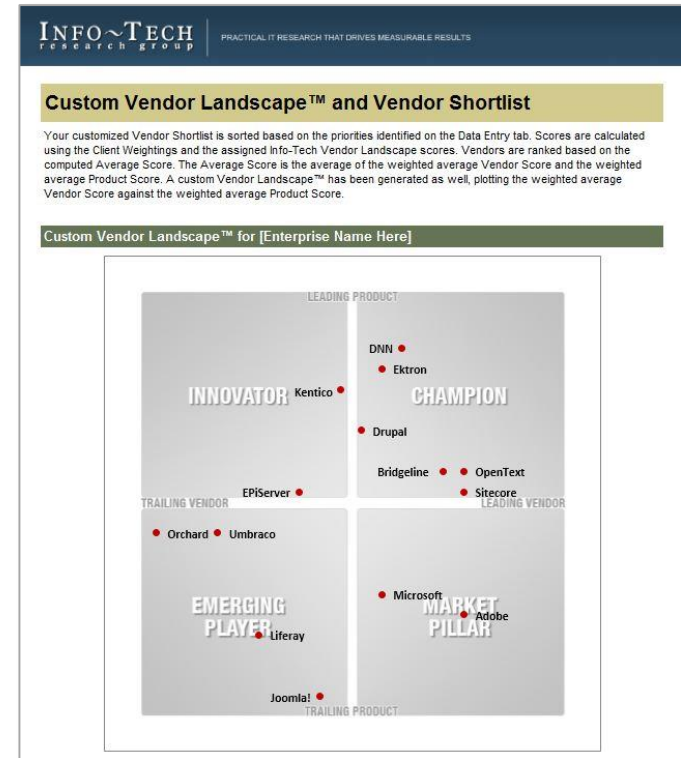 INFO~TECH
research group
PRACTICAL IT RESEARCH THAT DRIVES MEASURABLE RESULTS
Custom Vendor Landscape™ and Vendor Shortlist
Your customized Vendor Shortlist is sorted based on the priorities identified on the Data Entry tab. Scores are calculated
using the Client Weightings and the assigned Info-Tech Vendor Landscape scores. Vendors are ranked based on the
computed Average Score. The Average Score is the average of the weighted average Vendor Score and the weighted
average Product Score. A custom Vendor Landscape™ has been generated as well, plotting the weighted average
Vendor Score against the weighted average Product Score.
Custom Vendor Landscape™ for [Enterprise Name Here]
LEADING PRODUCT
DNN
Ektron
INNOVATOR
Kentico
CHAMPION
Drupal
Bridgeline
OpenText
EPiServer
Sitecore
TRAILING VENDOR
LEADING VENDOR
Orchard
Umbraco
Microsoft
EMERGING
PLAYER
MARKET
PILLAR
Adobe
Liferay
Joomla!
TRAILING PRODUCT